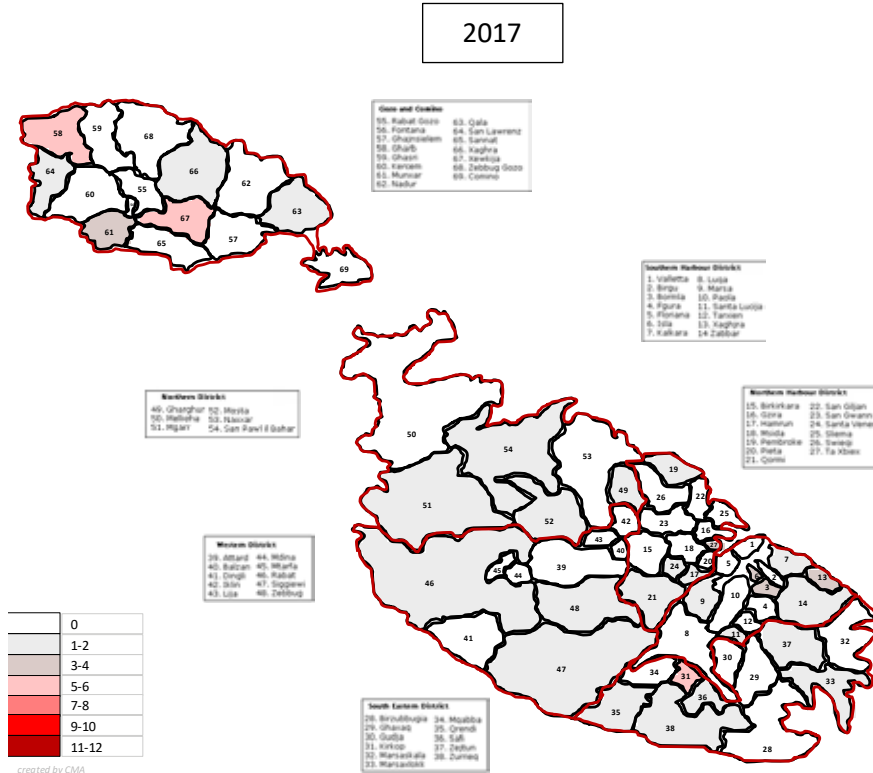 2017
Gozo and Comino
55. Rabat Gozo 63. Qala
56. Fontana 64. San Lawrenz
57. Ghajnsielem 65. Sannat
58. Gharb 66. Xaghra
59. Ghasri 67. Xewkija
60. Kercem 68. Zebbug Gozo
61. Munxar 69. Comino
62. Nadur
58
59
68
64
66
62
60
55
63
61
67
65
57
69
Southern Harbour District
1. Valletta 8. Luqa
2. Birgu 9. Marsa
3. Bormla 10. Paola
4. Fgura 11. Santa Lucija
5. Floriana 12. Tarxien
6. Isla 13. Xaghjra
7. Kalkara 14 Zabbar
Northern District
49. Gharghur 52. Mosta
50. Mellieha 53. Naxxar
51. Mgarr 54. San Pawl il Bahar
Northern Harbour District
15. Birkirkara 22. San Giljan
16. Gzira 23. San Gwann
17. Hamrun 24. Santa Vener
18. Msida 25. Sliema
19. Pembroke 26. Swieqi
20. Pieta 27. Ta Xbiex
21. Qormi
Western District
39. Attard 44. Mdina
40. Balzan 45. Mtarfa
41. Dingli 46. Rabat
42. Iklin 47. Siggiewi
43. Lija 48. Zebbug
50
54
53
51
49
19
26
22
25
52
42
23
16
43
40
15
18
27
1
39
45
44
24
17
20
5
7
46
2
13
3
48
21
9
10
4
14
12
11
41
8
37
32
47
34
31
30
29
33
36
35
38
28
South Eastern District
28. Birzubbugia 34. Mqabba
29. Ghaxaq 35. Qrendi
30. Gudja 36. Safi
31. Kirkop 37. Zejtun
32. Marsaskala 38. Zurrieq
33. Marsaxlokk
0
1-2
3-4
5-6
7-8
9-10
11-12
created by CMA